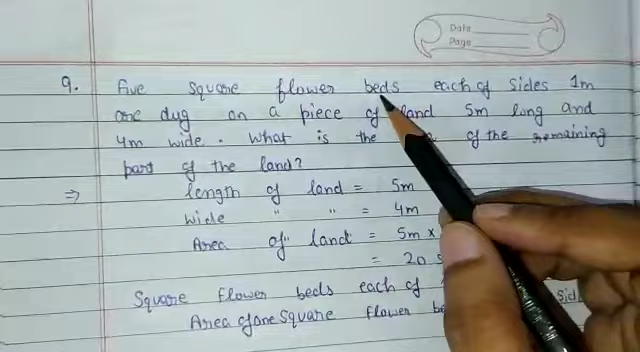 Date
Page
9. Five square flower beds each of sides 1m
are dug on a piece of land 5m long and
4m wide. What is the of the remaining
part of the land?
⇒ length of land = 5m
wide " " = 4m
Area of land = 5m ×
= 20 s
Square flower beds each of Sid
Area of one square flower be